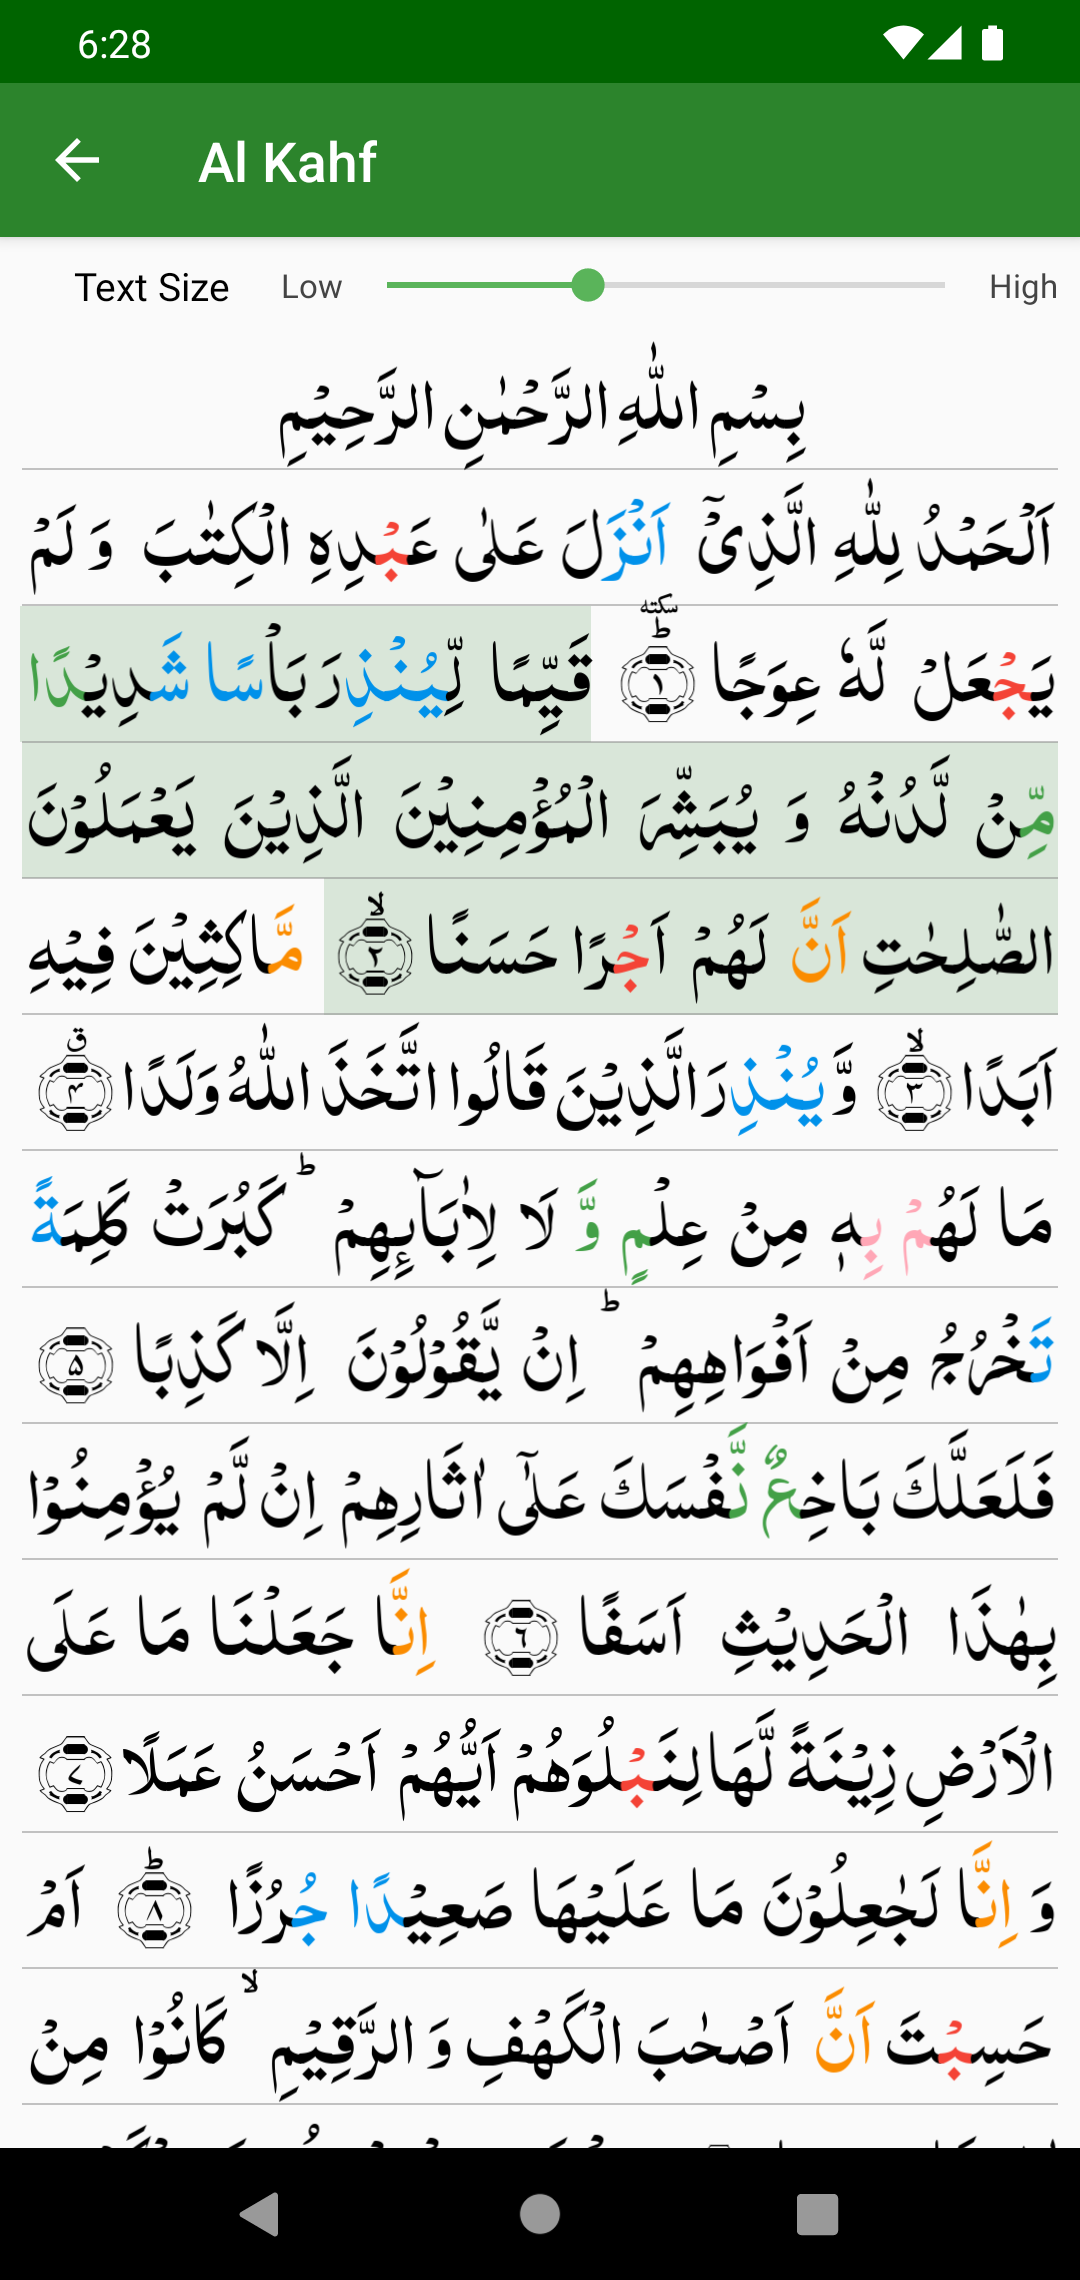 6:28
Al Kahf
Text Size Low High
بِسْمِ اللّٰهِ الرَّحْمٰنِ الرَّحِيْمِ
اَلْحَمْدُ لِلّٰهِ الَّذِىْۤ اَنْزَلَ عَلٰى عَبْدِهِ الْكِتٰبَ وَ لَمْ
يَجْعَلْ لَّهٗ عِوَجًا ؕ سكته ۱ قَيِّمًا لِّيُنْذِرَ بَاْسًا شَدِيْدًا
مِّنْ لَّدُنْهُ وَ يُبَشِّرَ الْمُؤْمِنِيْنَ الَّذِيْنَ يَعْمَلُوْنَ
الصّٰلِحٰتِ اَنَّ لَهُمْ اَجْرًا حَسَنًا ۙ ۲ مَّاكِثِيْنَ فِيْهِ
اَبَدًا ۙ ۳ وَّيُنْذِرَ الَّذِيْنَ قَالُوا اتَّخَذَ اللّٰهُ وَلَدًا ق ۴
مَا لَهُمْ بِهٖ مِنْ عِلْمٍ وَّ لَا لِاٰبَآٮِٕهِمْ ؕ كَبُرَتْ كَلِمَةً
تَخْرُجُ مِنْ اَفْوَاهِهِمْ ؕ اِنْ يَّقُوْلُوْنَ اِلَّا كَذِبًا ۵
فَلَعَلَّكَ بَاخِعٌ نَّفْسَكَ عَلٰٓى اٰثَارِهِمْ اِنْ لَّمْ يُؤْمِنُوْا
بِهٰذَا الْحَدِيْثِ اَسَفًا ۶ اِنَّا جَعَلْنَا مَا عَلَى
الْاَرْضِ زِيْنَةً لَّهَا لِنَبْلُوَهُمْ اَيُّهُمْ اَحْسَنُ عَمَلًا ۷
وَ اِنَّا لَجٰعِلُوْنَ مَا عَلَيْهَا صَعِيْدًا جُرُزًا ؕ ۸ اَمْ
حَسِبْتَ اَنَّ اَصْحٰبَ الْكَهْفِ وَ الرَّقِيْمِ ۙ كَانُوْا مِنْ